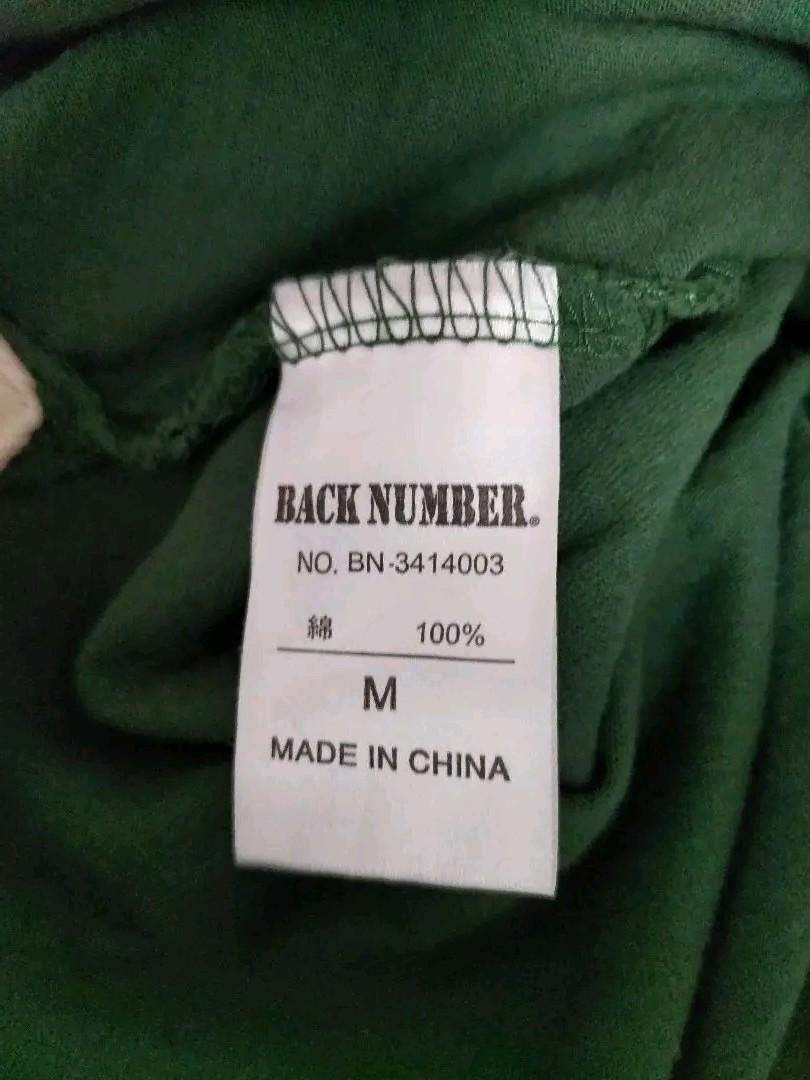 BACK NUMBER®
NO. BN-3414003
綿 100%
M
MADE IN CHINA